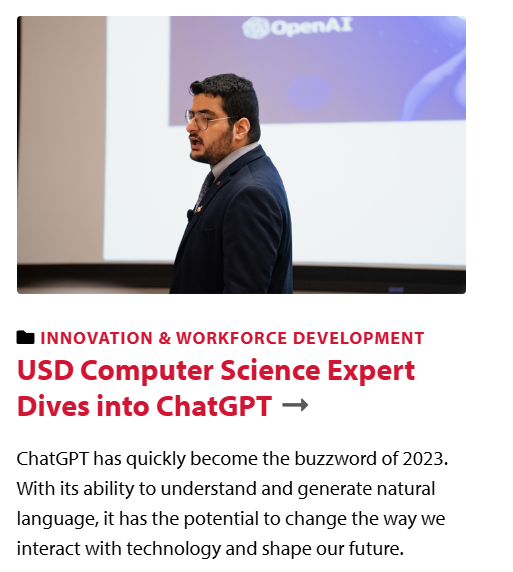 OpenAI
INNOVATION & WORKFORCE DEVELOPMENT
USD Computer Science Expert
Dives into ChatGPT →
ChatGPT has quickly become the buzzword of 2023.
With its ability to understand and generate natural
language, it has the potential to change the way we
interact with technology and shape our future.